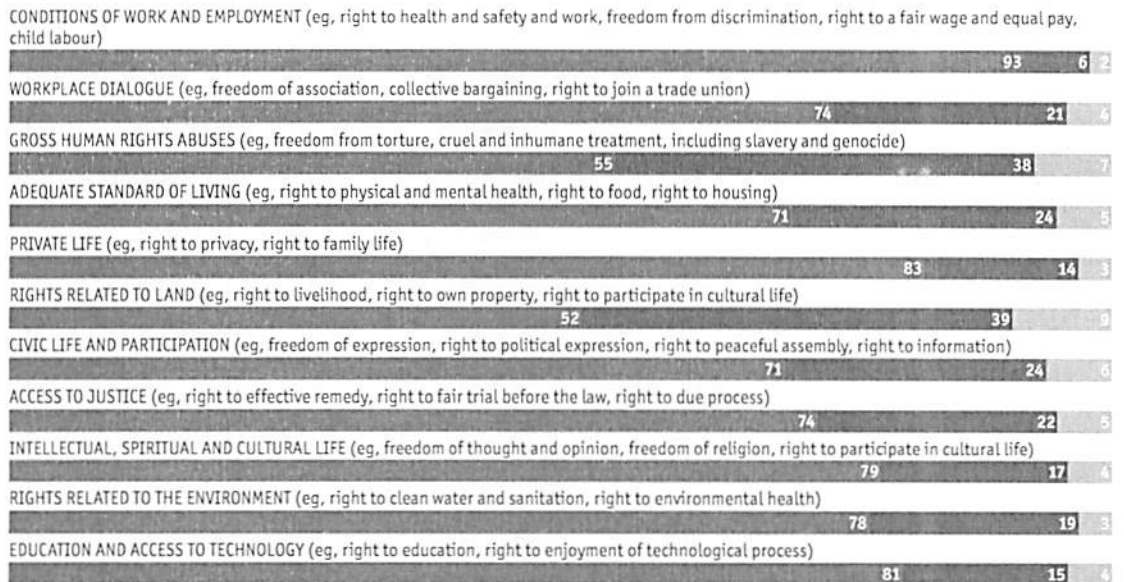 CONDITIONS OF WORK AND EMPLOYMENT (eg, right to health and safety and work, freedom from discrimination, right to a fair wage and equal pay,
child labour)
93 6 2
WORKPLACE DIALOGUE (eg, freedom of association, collective bargaining, right to join a trade union)
74 21 4
GROSS HUMAN RIGHTS ABUSES (eg, freedom from torture, cruel and inhumane treatment, including slavery and genocide)
55 38 7
ADEQUATE STANDARD OF LIVING (eg, right to physical and mental health, right to food, right to housing)
71 24 5
PRIVATE LIFE (eg, right to privacy, right to family life)
83 14 3
RIGHTS RELATED TO LAND (eg, right to livelihood, right to own property, right to participate in cultural life)
52 39 9
CIVIC LIFE AND PARTICIPATION (eg, freedom of expression, right to political expression, right to peaceful assembly, right to information)
71 24 6
ACCESS TO JUSTICE (eg, right to effective remedy, right to fair trial before the law, right to due process)
74 22 5
INTELLECTUAL, SPIRITUAL AND CULTURAL LIFE (eg, freedom of thought and opinion, freedom of religion, right to participate in cultural life)
79 17 4
RIGHTS RELATED TO THE ENVIRONMENT (eg, right to clean water and sanitation, right to environmental health)
78 19 3
EDUCATION AND ACCESS TO TECHNOLOGY (eg, right to education, right to enjoyment of technological process)
81 15 4